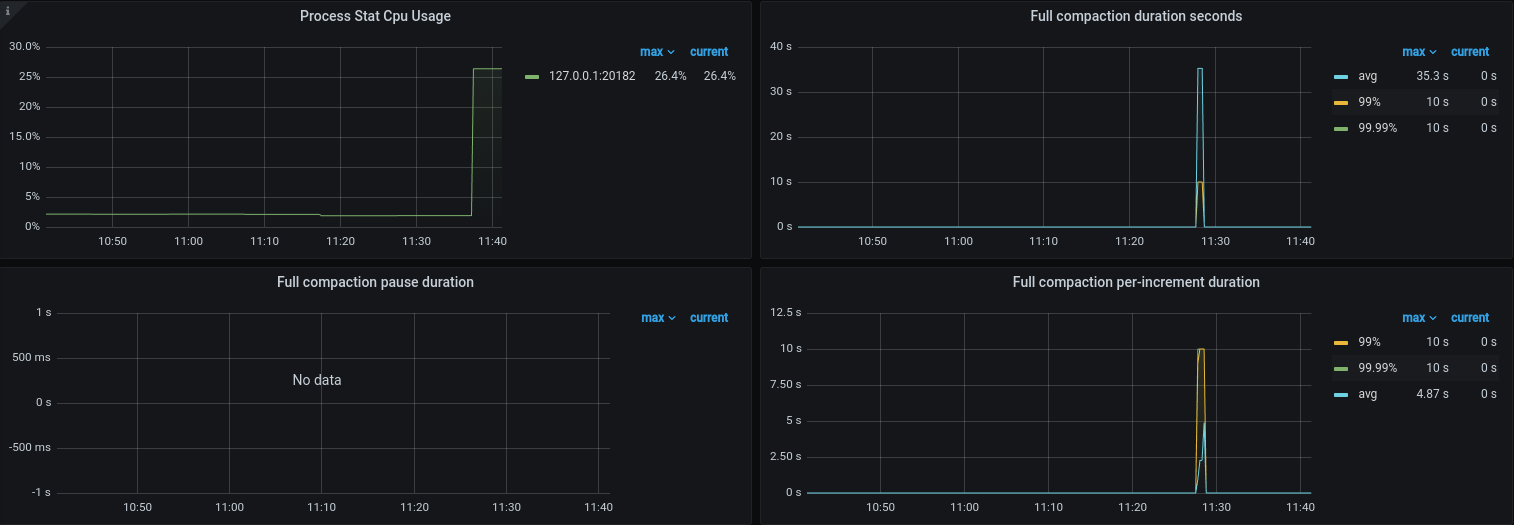 i
Process Stat Cpu Usage
30.0%
25%
20%
15.0%
10%
5%
0%
10:50 11:00 11:10 11:20 11:30 11:40
max current
127.0.0.1:20182 26.4% 26.4%
Full compaction duration seconds
40 s
30 s
20 s
10 s
0 s
10:50 11:00 11:10 11:20 11:30 11:40
max current
avg 35.3 s 0 s
99% 10 s 0 s
99.99% 10 s 0 s
Full compaction pause duration
1 s
500 ms
0 s
-500 ms
-1 s
No data
10:50 11:00 11:10 11:20 11:30 11:40
max current
Full compaction per-increment duration
12.5 s
10 s
7.50 s
5 s
2.50 s
0 s
10:50 11:00 11:10 11:20 11:30 11:40
max current
99% 10 s 0 s
99.99% 10 s 0 s
avg 4.87 s 0 s